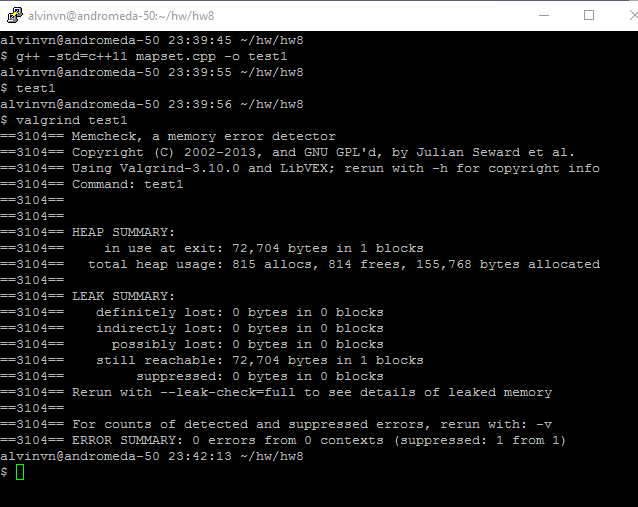 alvinvn@andromeda-50:~/hw/hw8
alvinvn@andromeda-50 23:39:45 ~/hw/hw8
$ g++ -std=c++11 mapset.cpp -o test1
alvinvn@andromeda-50 23:39:55 ~/hw/hw8
$ test1
alvinvn@andromeda-50 23:39:56 ~/hw/hw8
$ valgrind test1
==3104== Memcheck, a memory error detector
==3104== Copyright (C) 2002-2013, and GNU GPL'd, by Julian Seward et al.
==3104== Using Valgrind-3.10.0 and LibVEX; rerun with -h for copyright info
==3104== Command: test1
==3104==
==3104==
==3104== HEAP SUMMARY:
==3104==     in use at exit: 72,704 bytes in 1 blocks
==3104==   total heap usage: 815 allocs, 814 frees, 155,768 bytes allocated
==3104==
==3104== LEAK SUMMARY:
==3104==    definitely lost: 0 bytes in 0 blocks
==3104==    indirectly lost: 0 bytes in 0 blocks
==3104==      possibly lost: 0 bytes in 0 blocks
==3104==    still reachable: 72,704 bytes in 1 blocks
==3104==         suppressed: 0 bytes in 0 blocks
==3104== Rerun with --leak-check=full to see details of leaked memory
==3104==
==3104== For counts of detected and suppressed errors, rerun with: -v
==3104== ERROR SUMMARY: 0 errors from 0 contexts (suppressed: 1 from 1)
alvinvn@andromeda-50 23:42:13 ~/hw/hw8
$